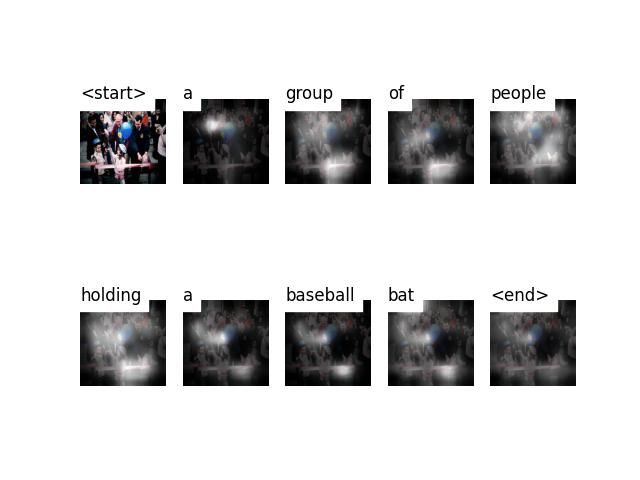 <start> a group of people
holding a baseball bat <end>